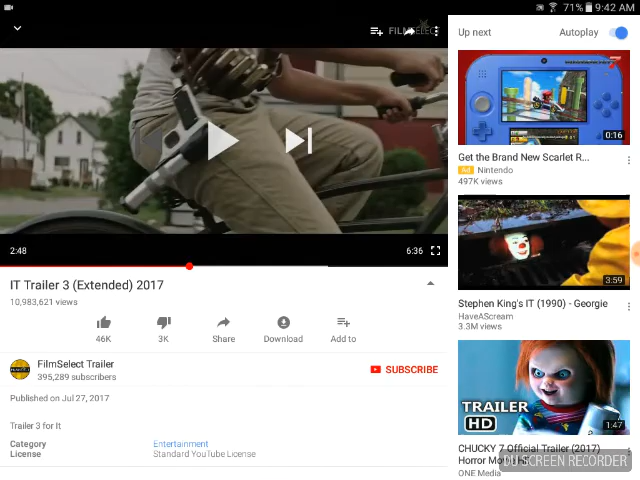 71% 9:42 AM
FILMSELECT
2:48
6:36
IT Trailer 3 (Extended) 2017
10,983,621 views
46K
3K
Share
Download
Add to
FilmSelect Trailer
395,289 subscribers
SUBSCRIBE
Published on Jul 27, 2017
Trailer 3 for It
Category Entertainment
License Standard YouTube License
Up next Autoplay
0:16
Get the Brand New Scarlet R...
Ad Nintendo
497K views
3:59
Stephen King's IT (1990) - Georgie
HaveAScream
3.3M views
TRAILER
HD
1:47
CHUCKY 7 Official Trailer (2017)
Horror Movie HD
ONE Media
DU SCREEN RECORDER